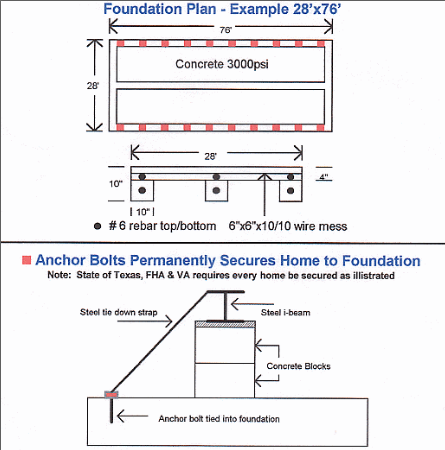 Foundation Plan - Example 28'x76'
76'
Concrete 3000psi
28'
28'
10"
4"
10"
# 6 rebar top/bottom 6"x6"x10/10 wire mess
Anchor Bolts Permanently Secures Home to Foundation
Note: State of Texas, FHA & VA requires every home be secured as illistrated
Steel tie down strap
Steel i-beam
Concrete Blocks
Anchor bolt tied into foundation